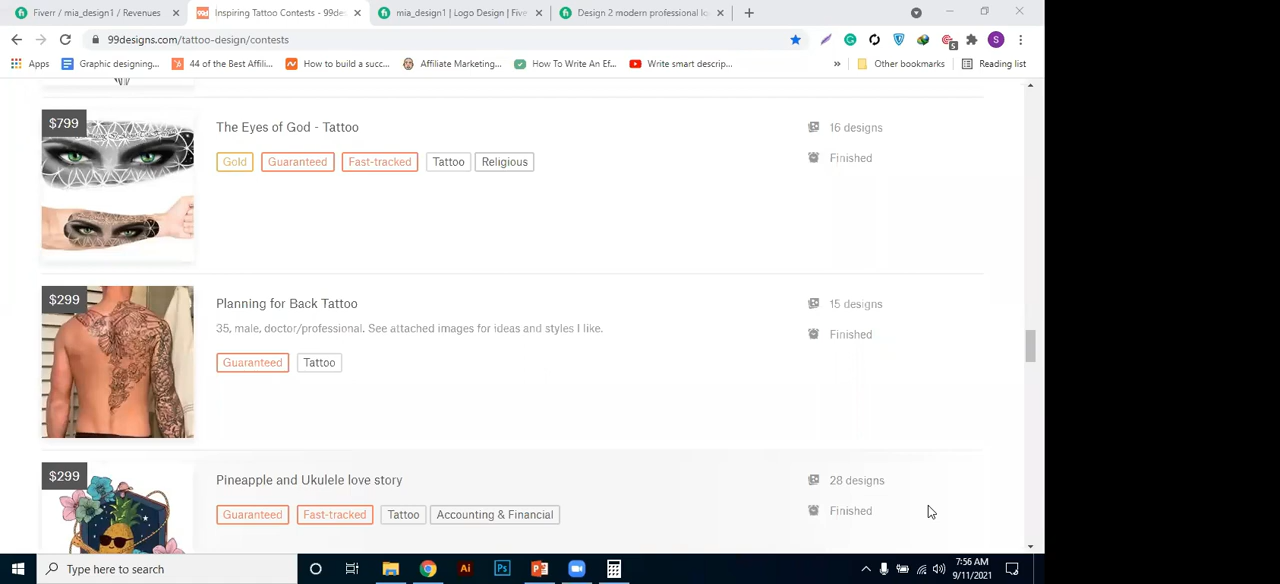 Fiverr / mia_design1 / Revenues
Inspiring Tattoo Contests - 99de
mia_design1 | Logo Design | Five
Design 2 modern professional lo
99designs.com/tattoo-design/contests
5
S
Apps
Graphic designing,...
44 of the Best Affili...
How to build a succ...
Affiliate Marketing,...
How To Write An Ef...
Write smart descrip...
»
Other bookmarks
Reading list
$799
The Eyes of God - Tattoo
16 designs
Finished
Gold
Guaranteed
Fast-tracked
Tattoo
Religious
$299
Planning for Back Tattoo
15 designs
35, male, doctor/professional. See attached images for ideas and styles I like.
Finished
Guaranteed
Tattoo
$299
Pineapple and Ukulele love story
28 designs
Finished
Guaranteed
Fast-tracked
Tattoo
Accounting & Financial
Type here to search
Ai
Ps
7:56 AM
9/11/2021